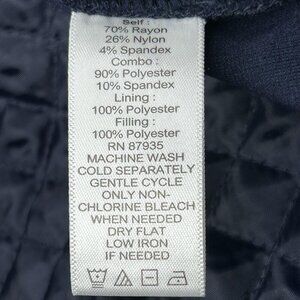 Self :
70% Rayon
26% Nylon
4% Spandex
Combo :
90% Polyester
10% Spandex
Lining :
100% Polyester
Filling :
100% Polyester
RN 87935
MACHINE WASH
COLD SEPARATELY
GENTLE CYCLE
ONLY NON-
CHLORINE BLEACH
WHEN NEEDED
DRY FLAT
LOW IRON
IF NEEDED